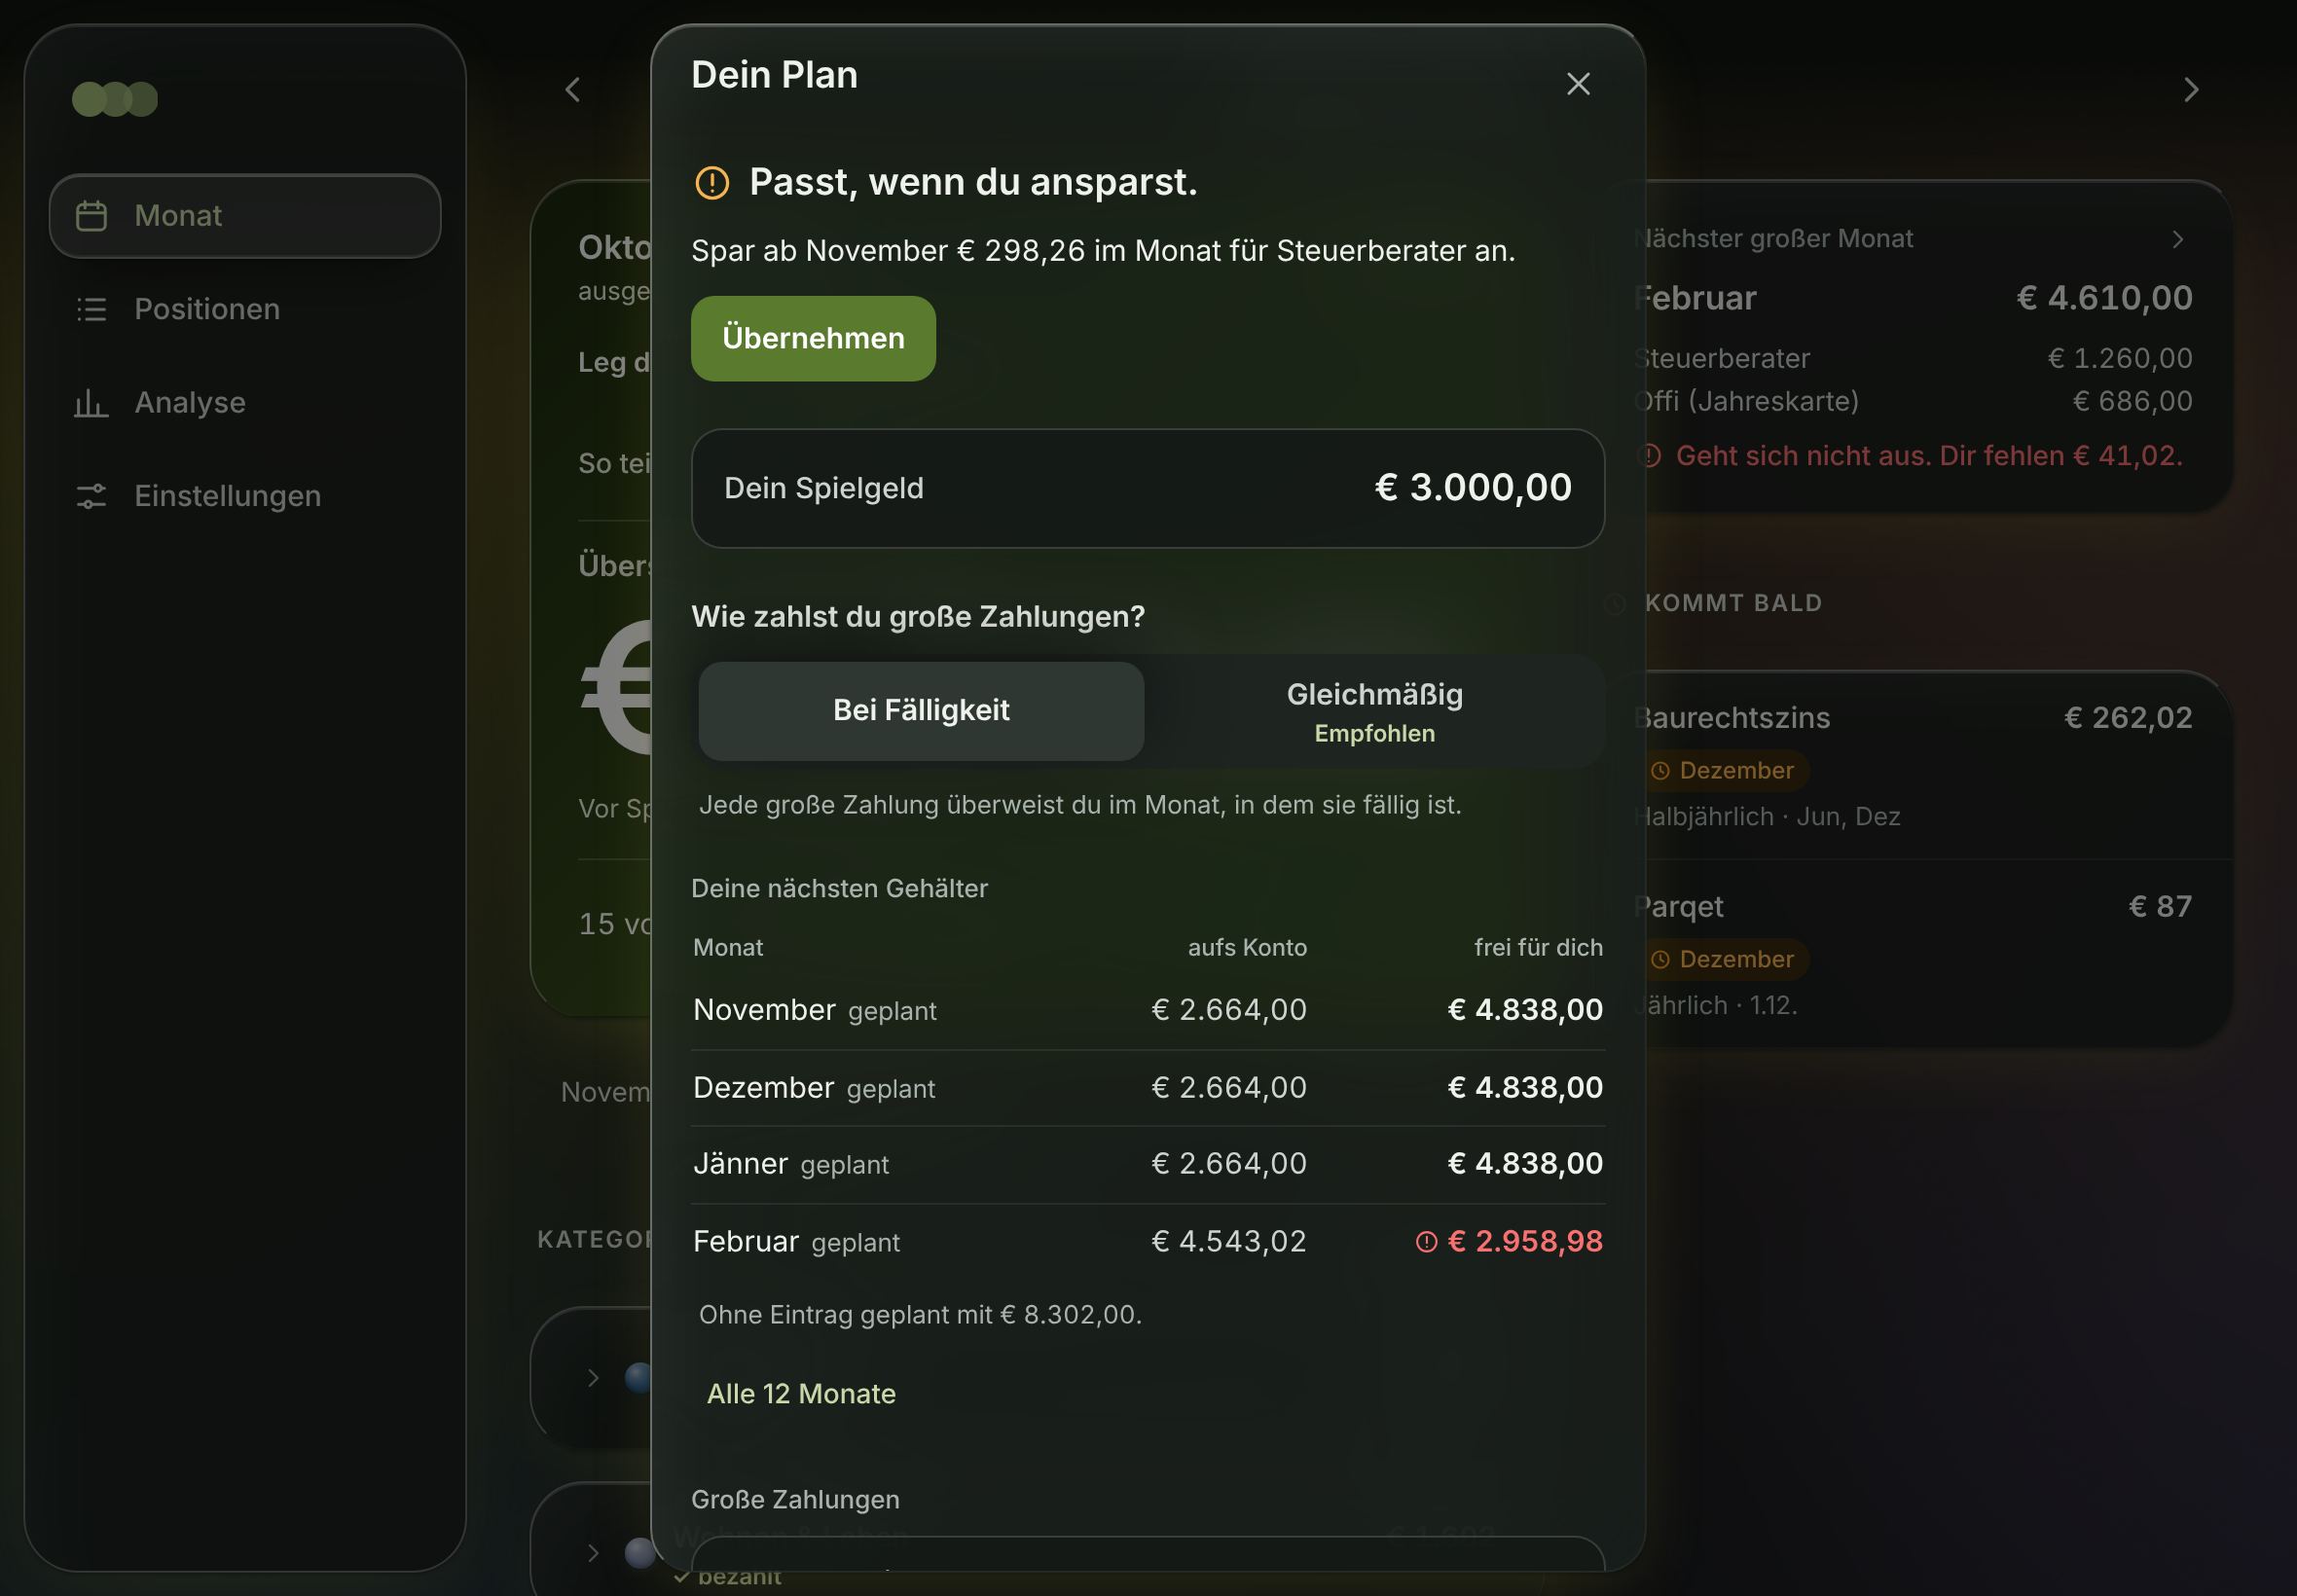 Monat
Positionen
Analyse
Einstellungen
Dein Plan
Passt, wenn du ansparst.
Spar ab November € 298,26 im Monat für Steuerberater an.
Übernehmen
Dein Spielgeld € 3.000,00
Wie zahlst du große Zahlungen?
Bei Fälligkeit
Gleichmäßig
Empfohlen
Jede große Zahlung überweist du im Monat, in dem sie fällig ist.
Deine nächsten Gehälter
Monat aufs Konto frei für dich
November geplant € 2.664,00 € 4.838,00
Dezember geplant € 2.664,00 € 4.838,00
Jänner geplant € 2.664,00 € 4.838,00
Februar geplant € 4.543,02 € 2.958,98
Ohne Eintrag geplant mit € 8.302,00.
Alle 12 Monate
Große Zahlungen
bezahlt
Okto
ausge
Leg d
So tei
Übers
€
Vor Sp
15 vo
Novem
KATEGOR
Nächster großer Monat
Februar € 4.610,00
Steuerberater € 1.260,00
Öffi (Jahreskarte) € 686,00
Geht sich nicht aus. Dir fehlen € 41,02.
KOMMT BALD
Baurechtszins € 262,02
Dezember
Halbjährlich · Jun, Dez
Parqet € 87
Dezember
Jährlich · 1.12.